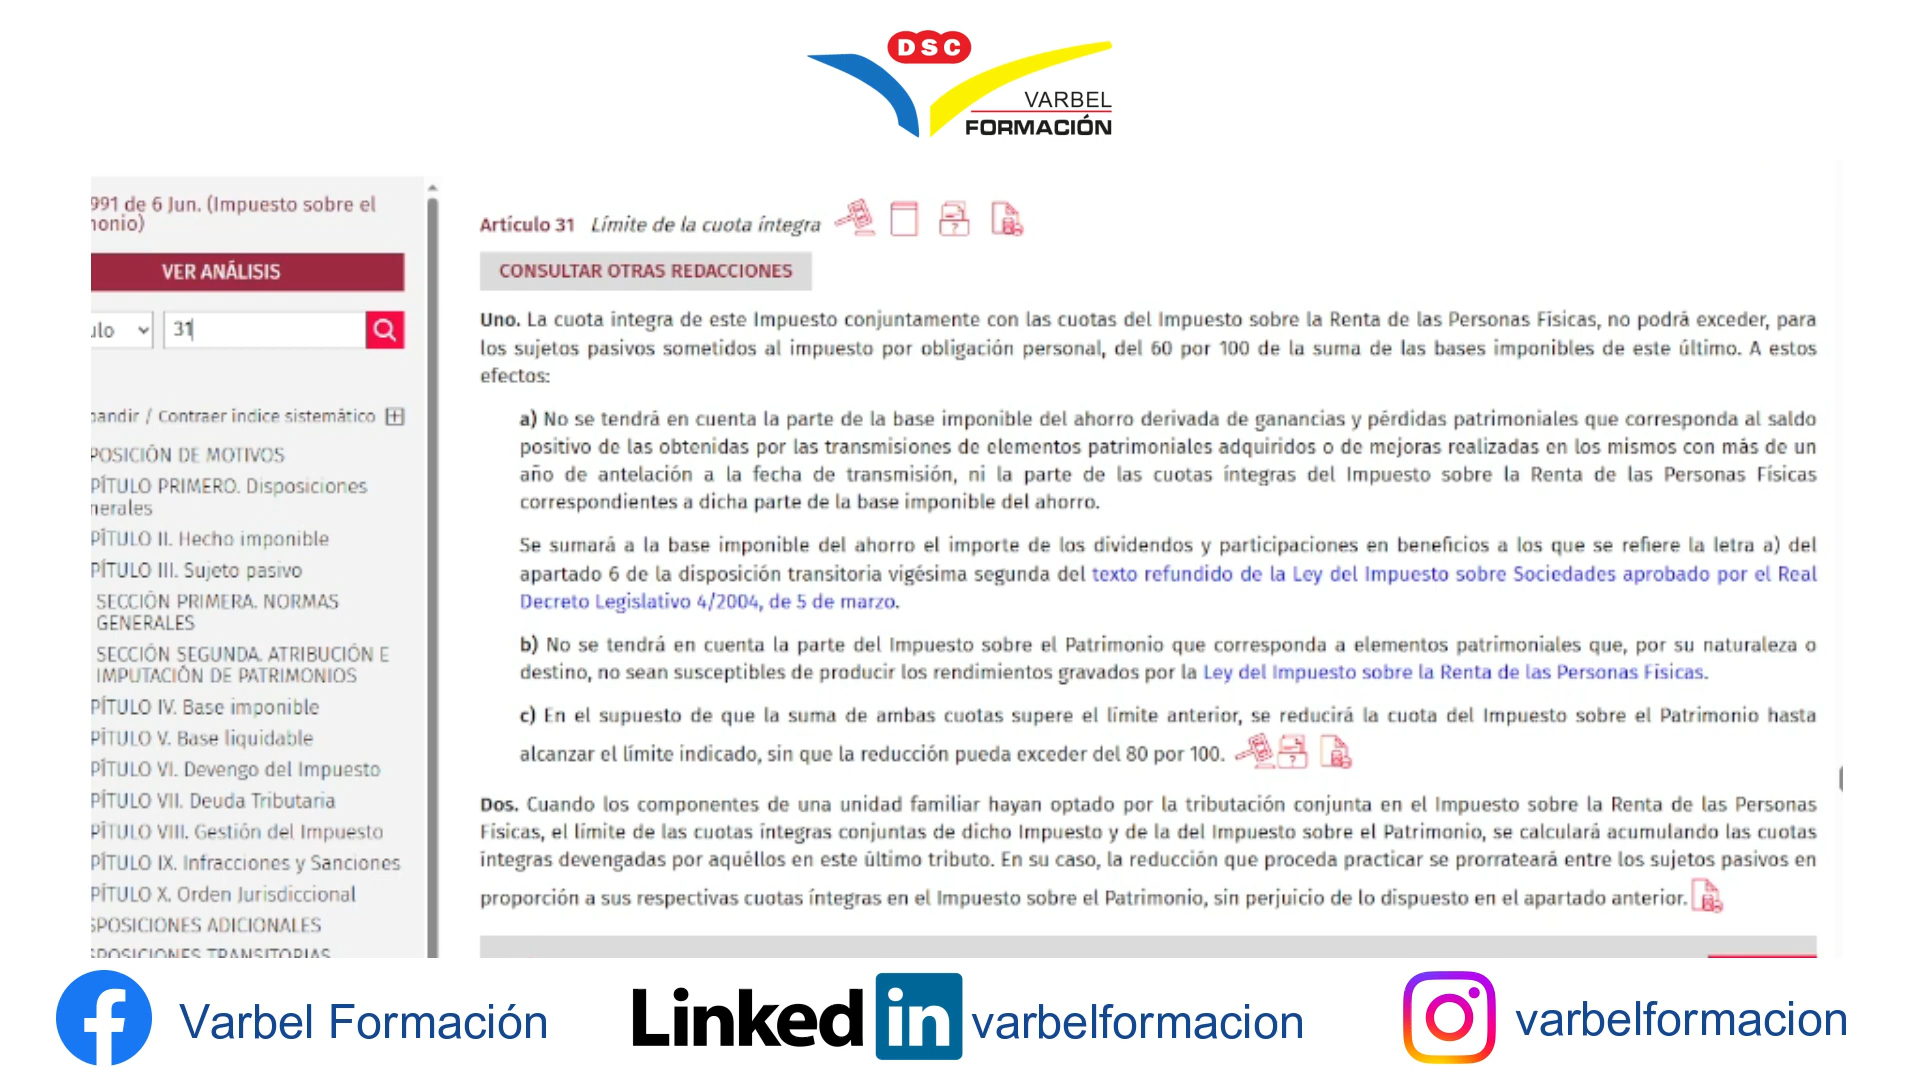 DSC
VARBEL
FORMACIÓN
991 de 6 Jun. (Impuesto sobre el
nonio)
VER ANÁLISIS
ulo
31
pandir / Contraer índice sistemático
POSICIÓN DE MOTIVOS
PÍTULO PRIMERO. Disposiciones
nerales
PÍTULO II. Hecho imponible
PÍTULO III. Sujeto pasivo
SECCIÓN PRIMERA. NORMAS
GENERALES
SECCIÓN SEGUNDA. ATRIBUCIÓN E
IMPUTACIÓN DE PATRIMONIOS
PÍTULO IV. Base imponible
PÍTULO V. Base liquidable
PÍTULO VI. Devengo del Impuesto
PÍTULO VII. Deuda Tributaria
PÍTULO VIII. Gestión del Impuesto
PÍTULO IX. Infracciones y Sanciones
PÍTULO X. Orden Jurisdiccional
SPOSICIONES ADICIONALES
SPOSICIONES TRANSITORIAS
Artículo 31 Límite de la cuota íntegra
CONSULTAR OTRAS REDACCIONES
Uno. La cuota íntegra de este Impuesto conjuntamente con las cuotas del Impuesto sobre la Renta de las Personas Físicas, no podrá exceder, para
los sujetos pasivos sometidos al impuesto por obligación personal, del 60 por 100 de la suma de las bases imponibles de este último. A estos
efectos:
a) No se tendrá en cuenta la parte de la base imponible del ahorro derivada de ganancias y pérdidas patrimoniales que corresponda al saldo
positivo de las obtenidas por las transmisiones de elementos patrimoniales adquiridos o de mejoras realizadas en los mismos con más de un
año de antelación a la fecha de transmisión, ni la parte de las cuotas íntegras del Impuesto sobre la Renta de las Personas Físicas
correspondientes a dicha parte de la base imponible del ahorro.
Se sumará a la base imponible del ahorro el importe de los dividendos y participaciones en beneficios a los que se refiere la letra a) del
apartado 6 de la disposición transitoria vigésima segunda del texto refundido de la Ley del Impuesto sobre Sociedades aprobado por el Real
Decreto Legislativo 4/2004, de 5 de marzo.
b) No se tendrá en cuenta la parte del Impuesto sobre el Patrimonio que corresponda a elementos patrimoniales que, por su naturaleza o
destino, no sean susceptibles de producir los rendimientos gravados por la Ley del Impuesto sobre la Renta de las Personas Físicas.
c) En el supuesto de que la suma de ambas cuotas supere el límite anterior, se reducirá la cuota del Impuesto sobre el Patrimonio hasta
alcanzar el límite indicado, sin que la reducción pueda exceder del 80 por 100.
Dos. Cuando los componentes de una unidad familiar hayan optado por la tributación conjunta en el Impuesto sobre la Renta de las Personas
Físicas, el límite de las cuotas íntegras conjuntas de dicho Impuesto y de la del Impuesto sobre el Patrimonio, se calculará acumulando las cuotas
íntegras devengadas por aquéllos en este último tributo. En su caso, la reducción que proceda practicar se prorrateará entre los sujetos pasivos en
proporción a sus respectivas cuotas íntegras en el Impuesto sobre el Patrimonio, sin perjuicio de lo dispuesto en el apartado anterior.
Varbel Formación
Linked in varbelformacion
varbelformacion